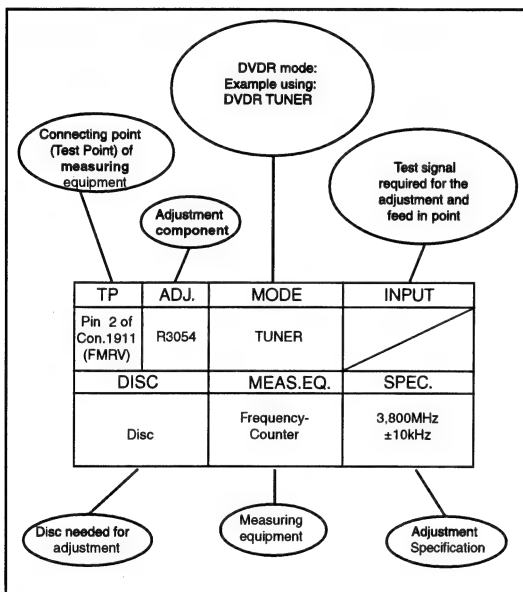 DVDR mode:
Example using:
DVDR TUNER
Connecting point
(Test Point) of
measuring
equipment
Test signal
required for the
adjustment and
feed in point
Adjustment
component
TP ADJ. MODE INPUT
Pin 2 of
Con.1911
(FMRV)
R3054
TUNER
DISC MEAS.EQ. SPEC.
Disc
Frequency-
Counter
3,800MHz
±10kHz
Disc needed for
adjustment
Measuring
equipment
Adjustment
Specification